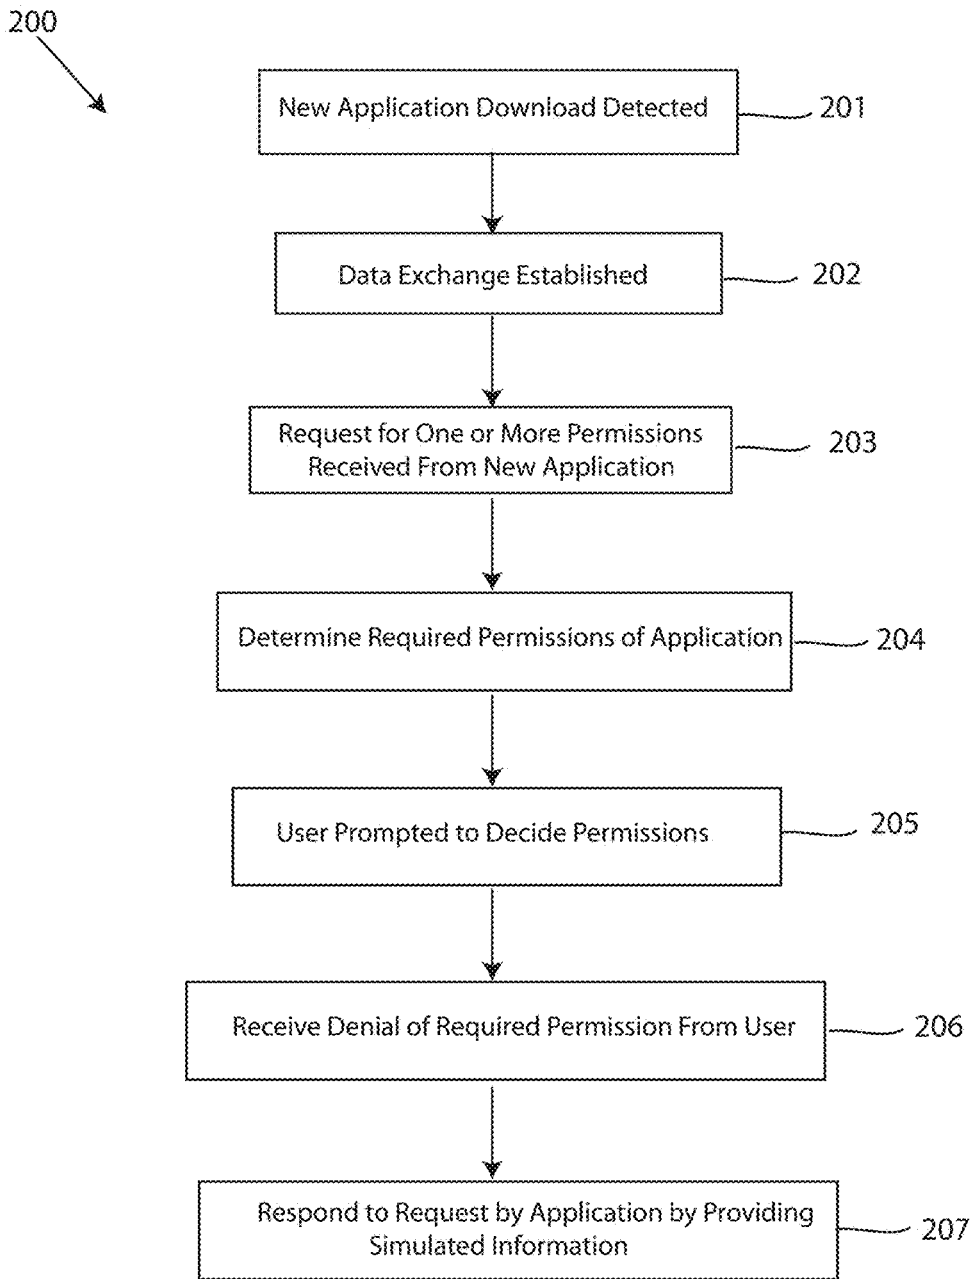 200
New Application Download Detected
201
Data Exchange Established
202
Request for One or More Permissions
Received From New Application
203
Determine Required Permissions of Application
204
User Prompted to Decide Permissions
205
Receive Denial of Required Permission From User
206
Respond to Request by Application by Providing
Simulated Information
207